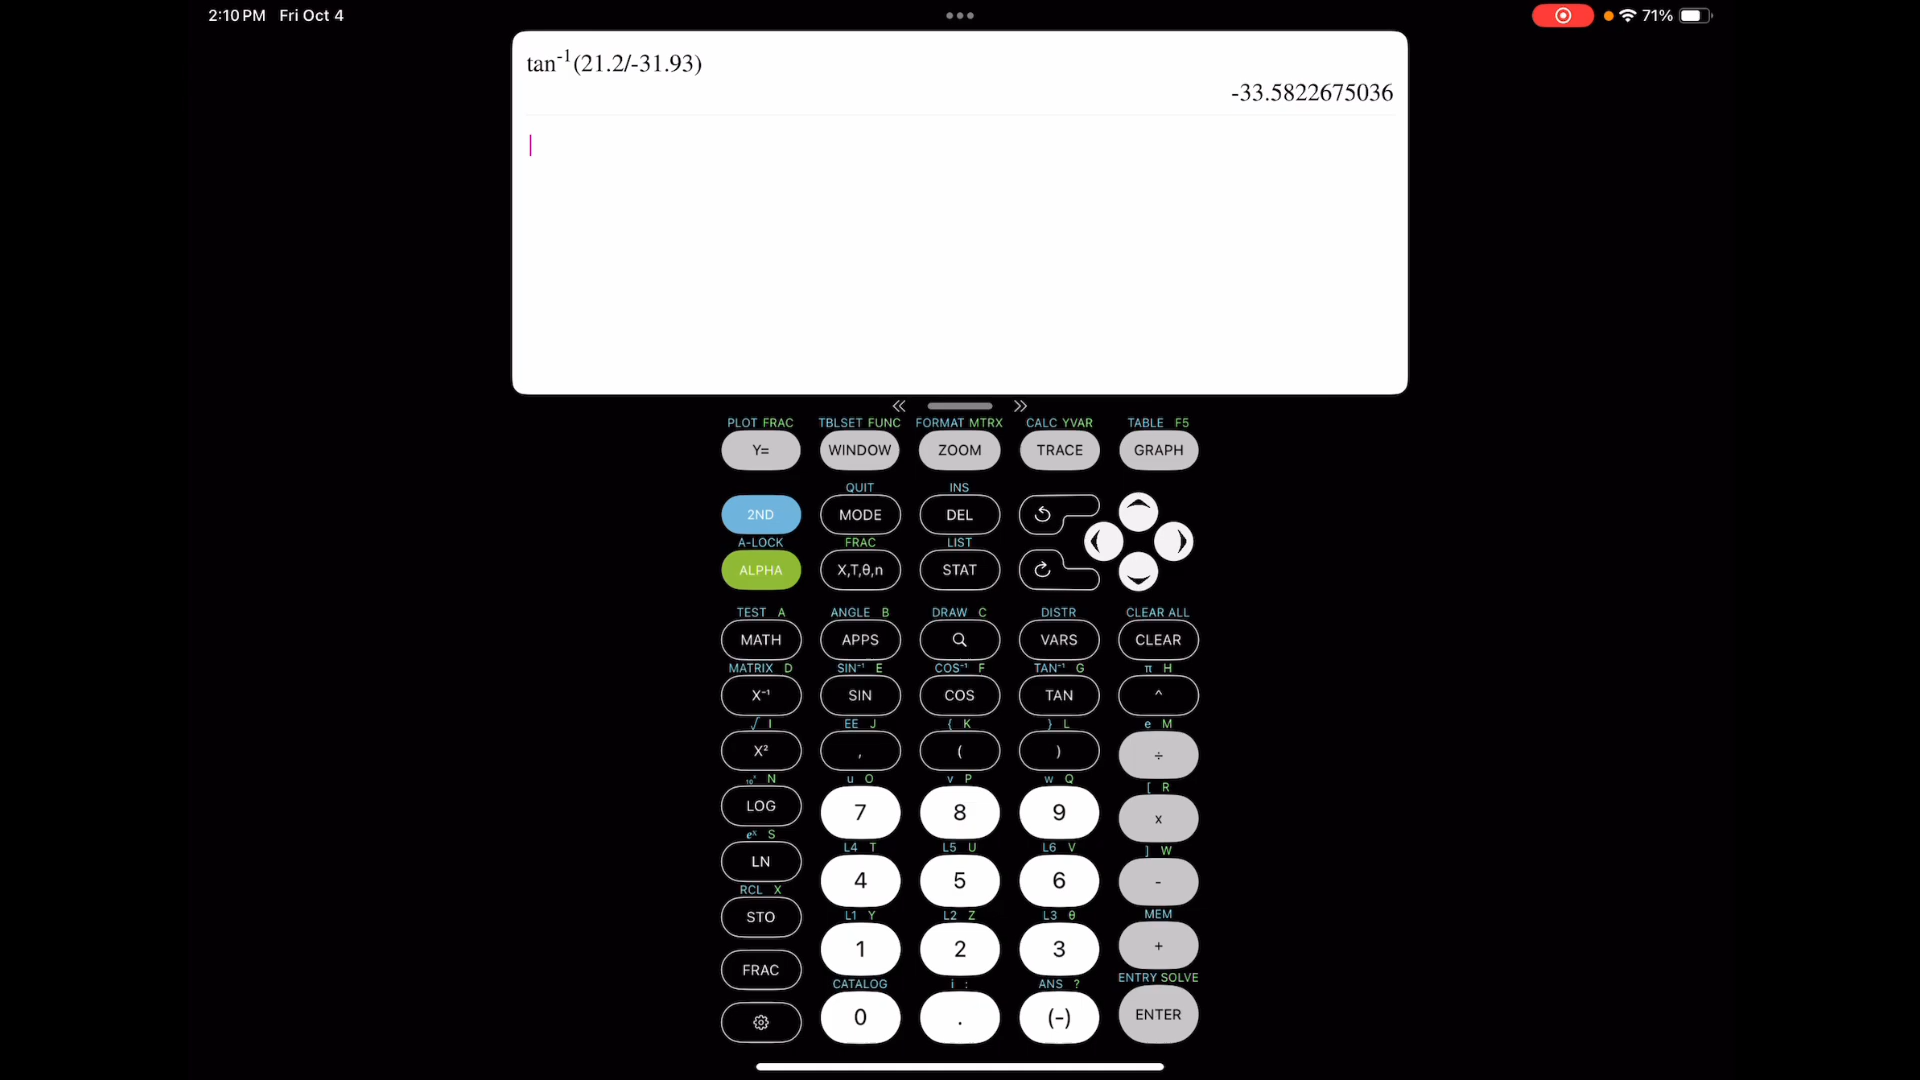 2:10 PM Fri Oct 4
71%
tan⁻¹(21.2/-31.93)
-33.5822675036
PLOT FRAC TBLSET FUNC FORMAT MTRX CALC YVAR TABLE F5
Y= WINDOW ZOOM TRACE GRAPH
QUIT INS
2ND MODE DEL
A-LOCK FRAC LIST
ALPHA X,T,θ,n STAT
TEST A ANGLE B DRAW C DISTR CLEAR ALL
MATH APPS VARS CLEAR
MATRIX D SIN⁻¹ E COS⁻¹ F TAN⁻¹ G π H
X⁻¹ SIN COS TAN ^
√ I EE J { K } L e M
X² , ( ) ÷
10ˣ N u O v P w Q [ R
LOG 7 8 9 x
eˣ S L4 T L5 U L6 V ] W
LN 4 5 6 -
RCL X L1 Y L2 Z L3 θ MEM
STO 1 2 3 +
FRAC CATALOG i : ANS ? ENTRY SOLVE
0 . (-) ENTER